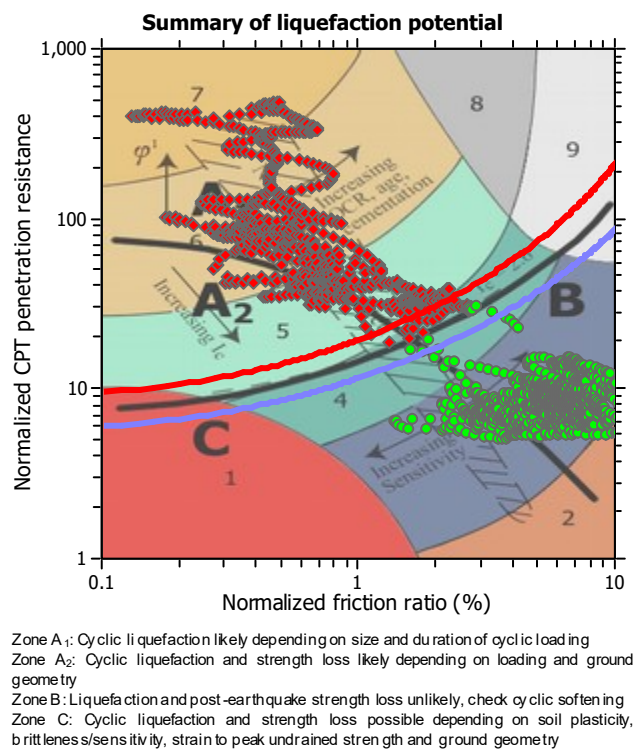 Summary of liquefaction potential
Normalized CPT penetration resistance
1,000
100
10
1
7
8
9
φ'
A
6
Increasing
OCR, age,
cementation
A2
Increasing Ic
5
B
4
C
1
Increasing
Sensitivity
2
0.1
1
10
Normalized friction ratio (%)
Zone A1: Cyclic liquefaction likely depending on size and duration of cyclic loading
Zone A2: Cyclic liquefaction and strength loss likely depending on loading and ground
geometry
Zone B: Liquefaction and post-earthquake strength loss unlikely, check cyclic softening
Zone C: Cyclic liquefaction and strength loss possible depending on soil plasticity,
brittleness/sensitivity, strain to peak undrained strength and ground geometry